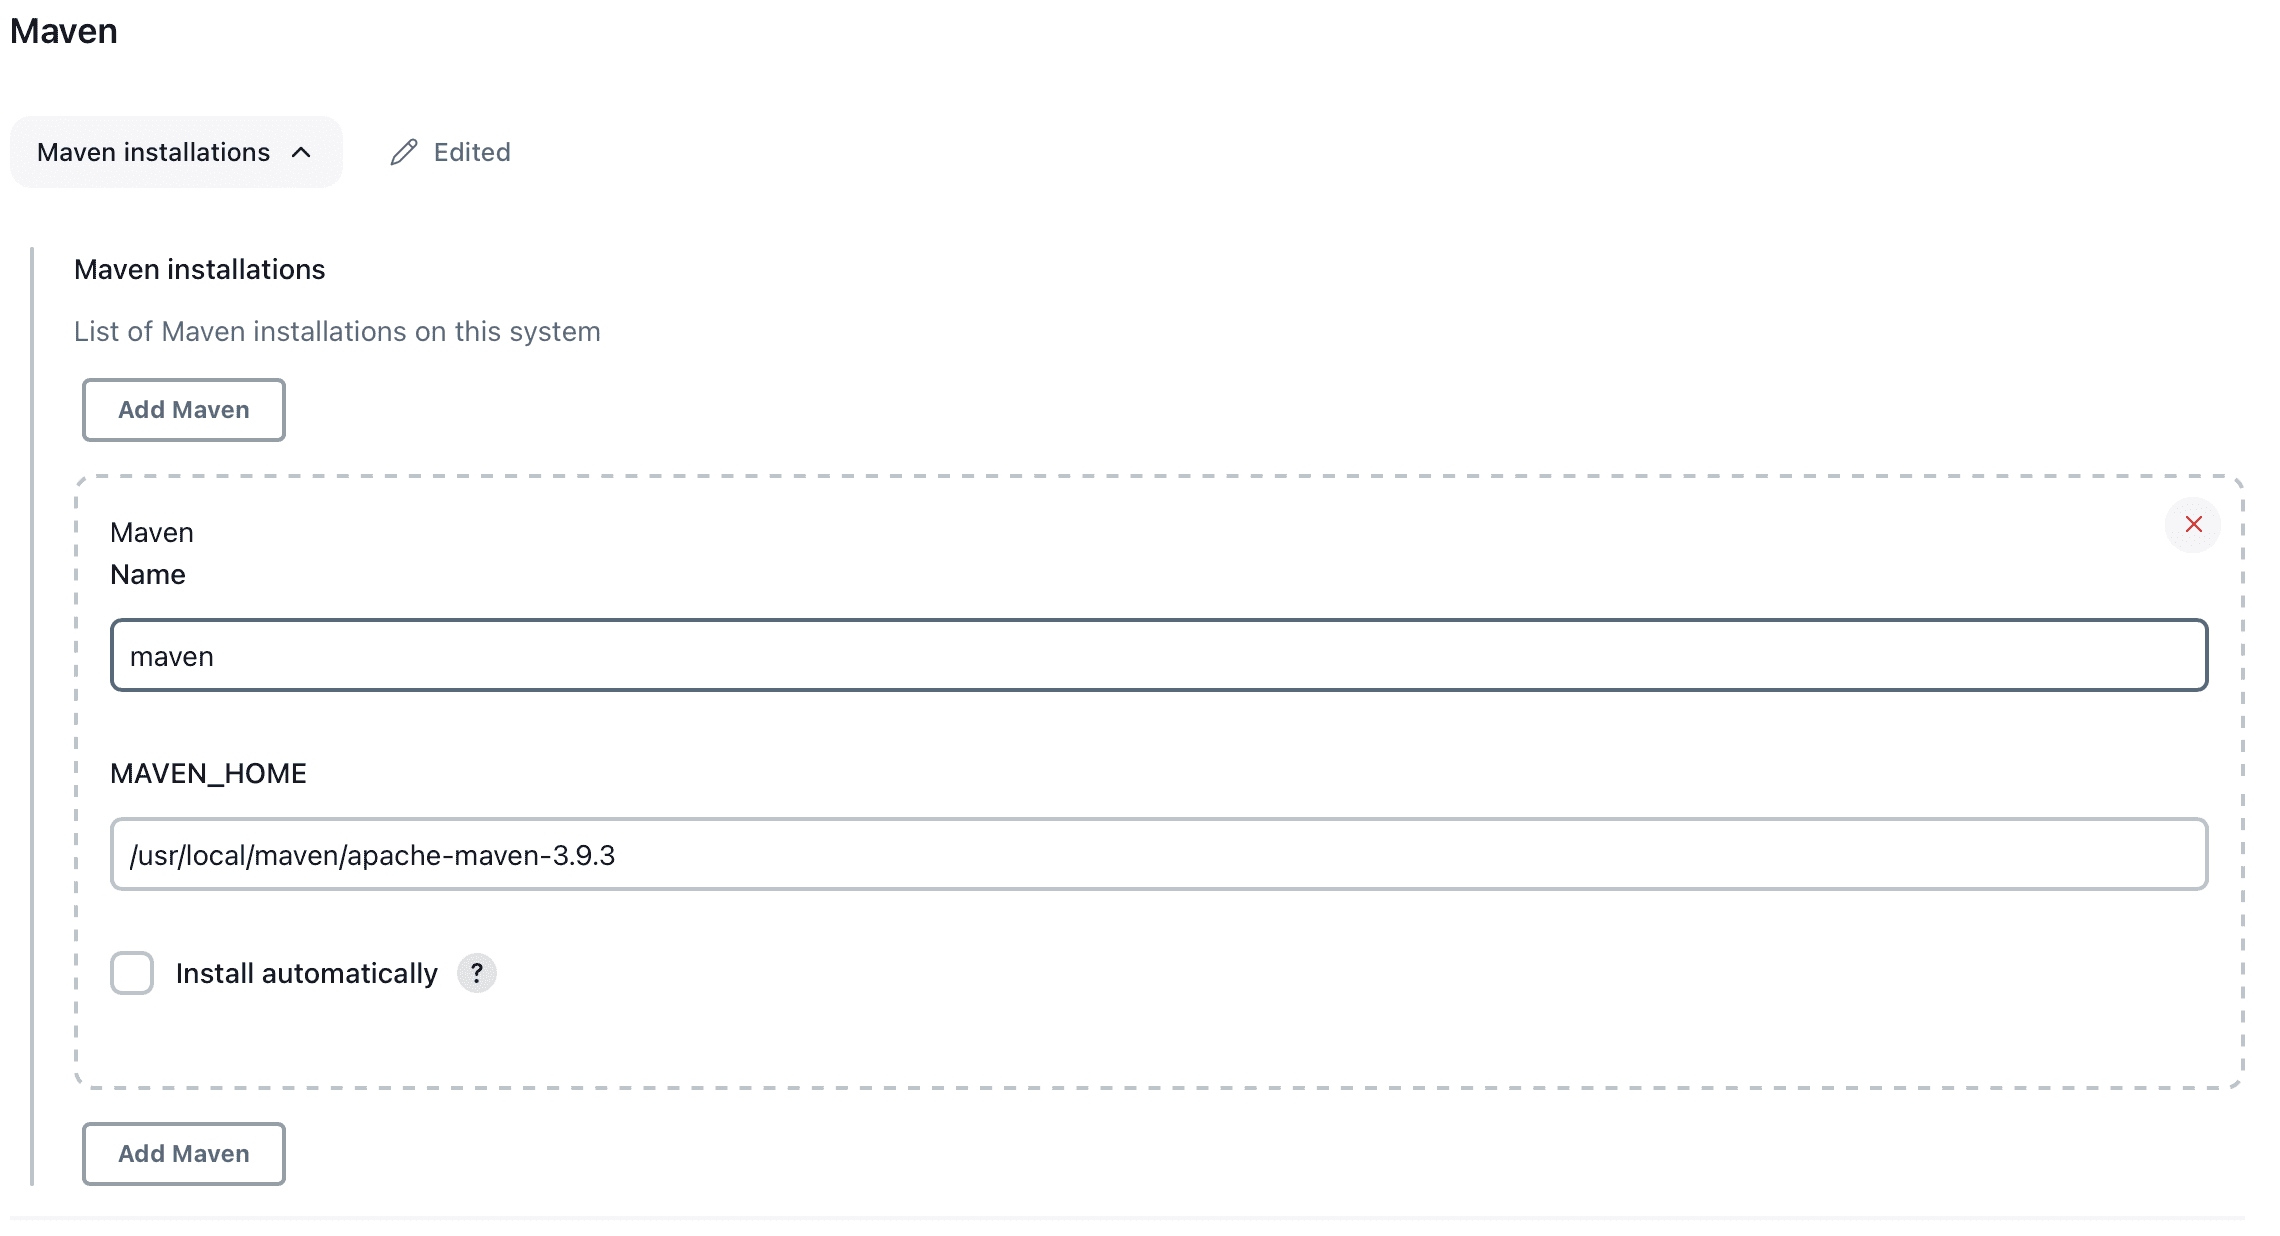 Maven
Maven installations
Edited
Maven installations
List of Maven installations on this system
Add Maven
Maven
Name
maven
MAVEN_HOME
/usr/local/maven/apache-maven-3.9.3
Install automatically ?
Add Maven